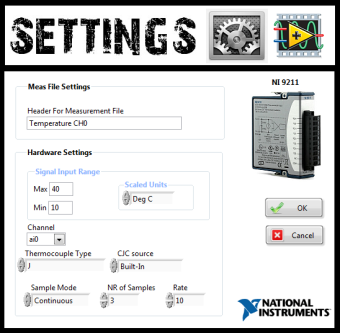 SETTINGS
Meas File Settings
Header For Measurement File
Temperature CH0
NI 9211
Hardware Settings
Signal Input Range
Max 40
Min 10
Scaled Units
Deg C
Channel
ai0
Thermocouple Type
J
CJC source
Built-In
Sample Mode
Continuous
NR of Samples
3
Rate
10
OK
Cancel
NATIONAL
INSTRUMENTS